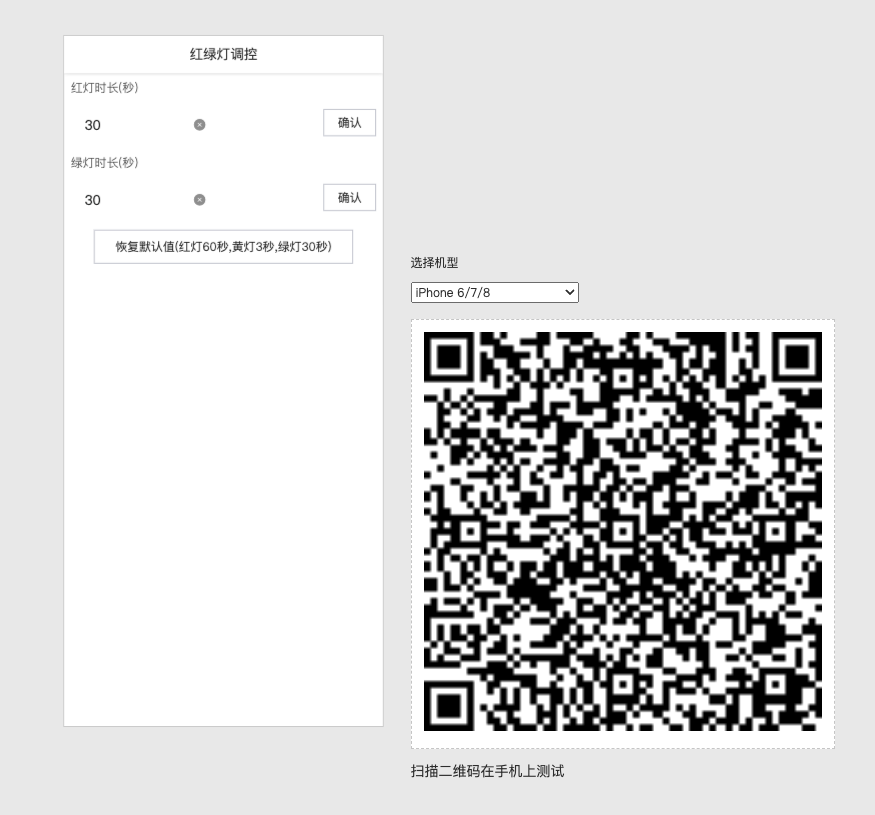 红绿灯调控
红灯时长(秒)
30
确认
绿灯时长(秒)
30
确认
恢复默认值(红灯60秒,黄灯3秒,绿灯30秒)
选择机型
iPhone 6/7/8
扫描二维码在手机上测试